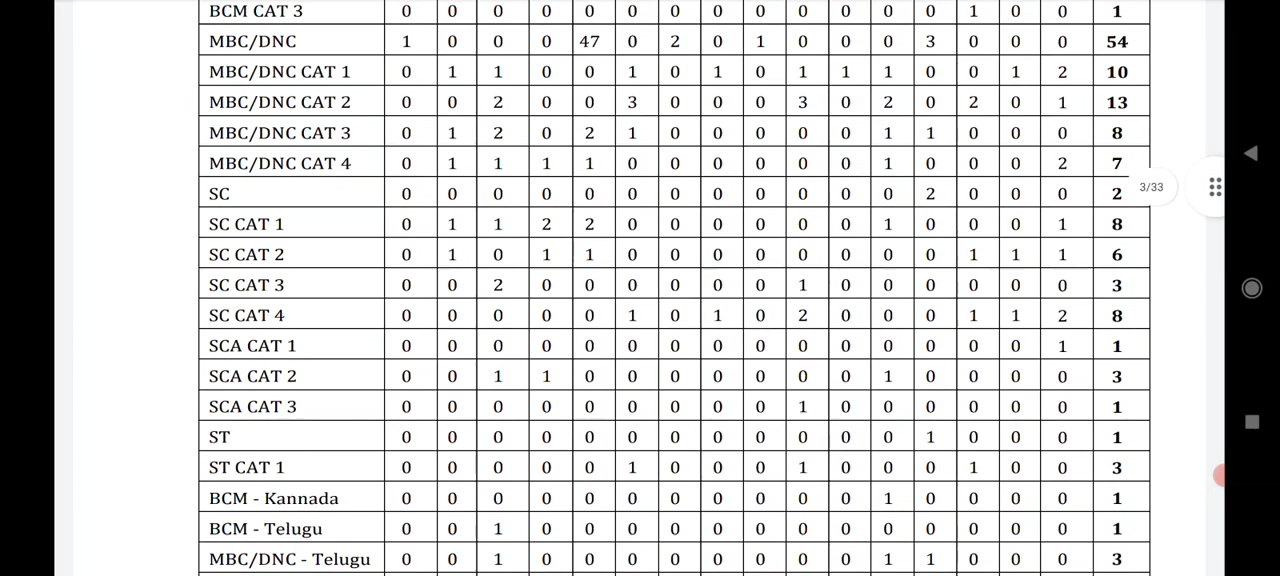 BCM CAT 3 0 0 0 0 0 0 0 0 0 0 0 0 0 1 0 0 1
MBC/DNC 1 0 0 0 47 0 2 0 1 0 0 0 3 0 0 0 54
MBC/DNC CAT 1 0 1 1 0 0 1 0 1 0 1 1 1 0 0 1 2 10
MBC/DNC CAT 2 0 0 2 0 0 3 0 0 0 3 0 2 0 2 0 1 13
MBC/DNC CAT 3 0 1 2 0 2 1 0 0 0 0 0 1 1 0 0 0 8
MBC/DNC CAT 4 0 1 1 1 1 0 0 0 0 0 0 1 0 0 0 2 7
3/33
SC 0 0 0 0 0 0 0 0 0 0 0 0 2 0 0 0 2
SC CAT 1 0 1 1 2 2 0 0 0 0 0 0 1 0 0 0 1 8
SC CAT 2 0 1 0 1 1 0 0 0 0 0 0 0 0 1 1 1 6
SC CAT 3 0 0 2 0 0 0 0 0 0 1 0 0 0 0 0 0 3
SC CAT 4 0 0 0 0 0 1 0 1 0 2 0 0 0 1 1 2 8
SCA CAT 1 0 0 0 0 0 0 0 0 0 0 0 0 0 0 0 1 1
SCA CAT 2 0 0 1 1 0 0 0 0 0 0 0 1 0 0 0 0 3
SCA CAT 3 0 0 0 0 0 0 0 0 0 1 0 0 0 0 0 0 1
ST 0 0 0 0 0 0 0 0 0 0 0 0 1 0 0 0 1
ST CAT 1 0 0 0 0 0 1 0 0 0 1 0 0 0 1 0 0 3
BCM - Kannada 0 0 0 0 0 0 0 0 0 0 0 1 0 0 0 0 1
BCM - Telugu 0 0 1 0 0 0 0 0 0 0 0 0 0 0 0 0 1
MBC/DNC - Telugu 0 0 1 0 0 0 0 0 0 0 0 1 1 0 0 0 3